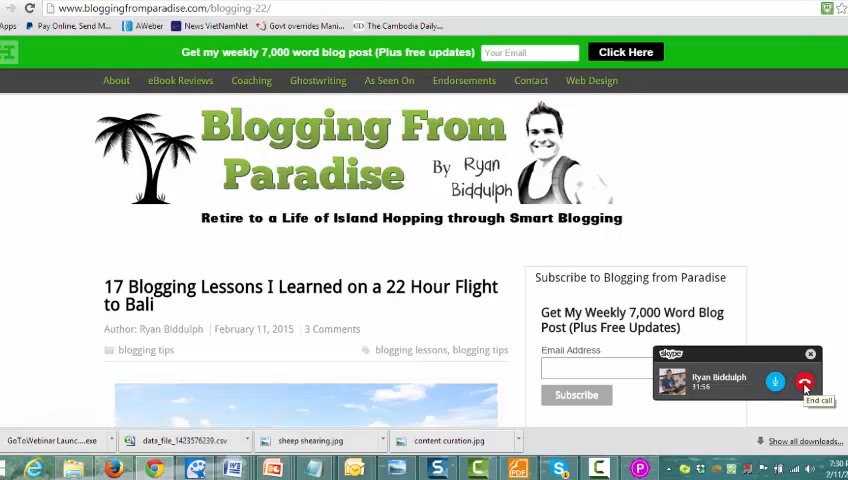 www.bloggingfromparadise.com/blogging-22/
Apps Pay Online, Send M... AWeber News VietNamNet Govt overrides Mani... The Cambodia Daily...
Get my weekly 7,000 word blog post (Plus free updates) Your Email Click Here
About eBook Reviews Coaching Ghostwriting As Seen On Endorsements Contact Web Design
Blogging From
Paradise By Ryan
Biddulph
Retire to a Life of Island Hopping through Smart Blogging
17 Blogging Lessons I Learned on a 22 Hour Flight
to Bali
Author: Ryan Biddulph | February 11, 2015 | 3 Comments
blogging tips blogging lessons, blogging tips
Subscribe to Blogging from Paradise
Get My Weekly 7,000 Word Blog
Post (Plus Free Updates)
Email Address
Subscribe
skype
Ryan Biddulph
31:56
End call
GoToWebinar Launc....exe data_file_1423576239.csv sheep shearing.jpg content curation.jpg Show all downloads...
PDF
7:30
2/11/2